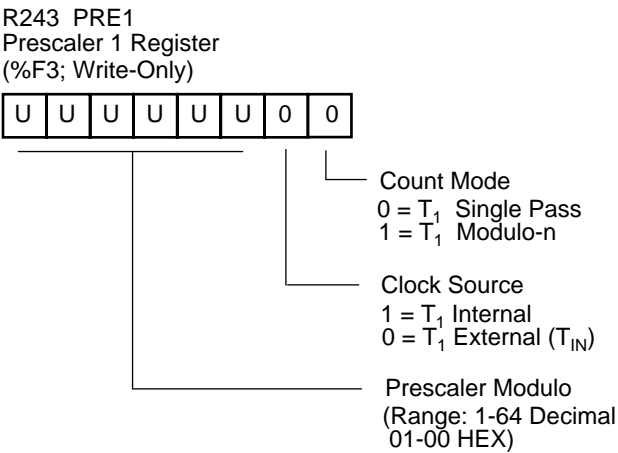 R243 PRE1
Prescaler 1 Register
(%F3; Write-Only)
U U U U U U 0 0
Count Mode
0 = T1 Single Pass
1 = T1 Modulo-n
Clock Source
1 = T1 Internal
0 = T1 External (TIN)
Prescaler Modulo
(Range: 1-64 Decimal
01-00 HEX)